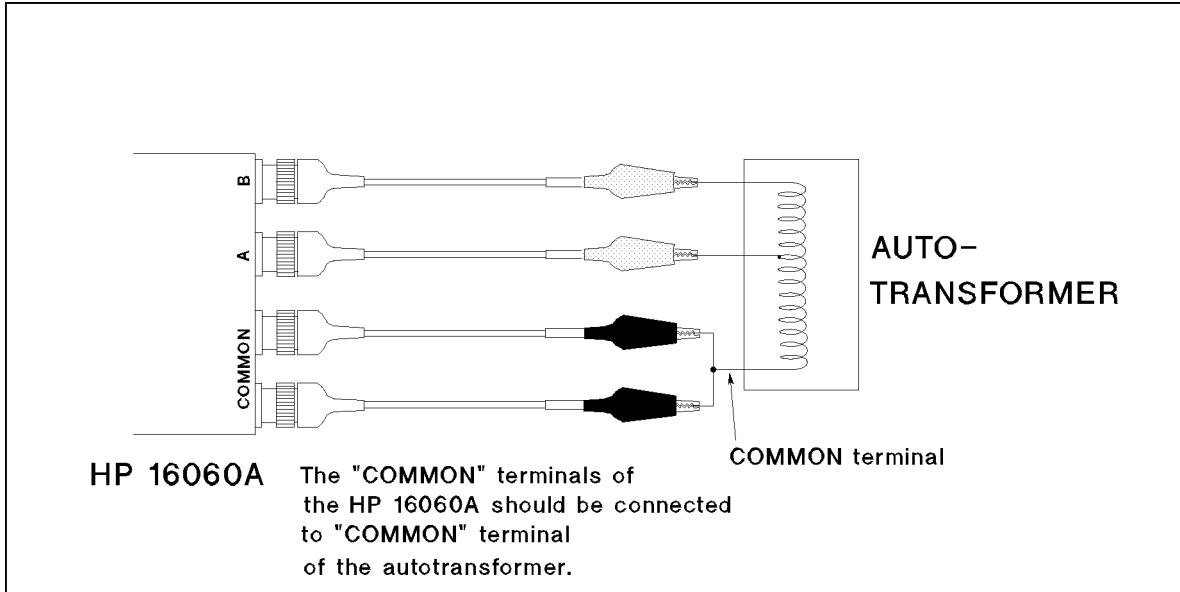 B
A
COMMON
AUTO-
TRANSFORMER
COMMON terminal
HP 16060A
The "COMMON" terminals of
the HP 16060A should be connected
to "COMMON" terminal
of the autotransformer.